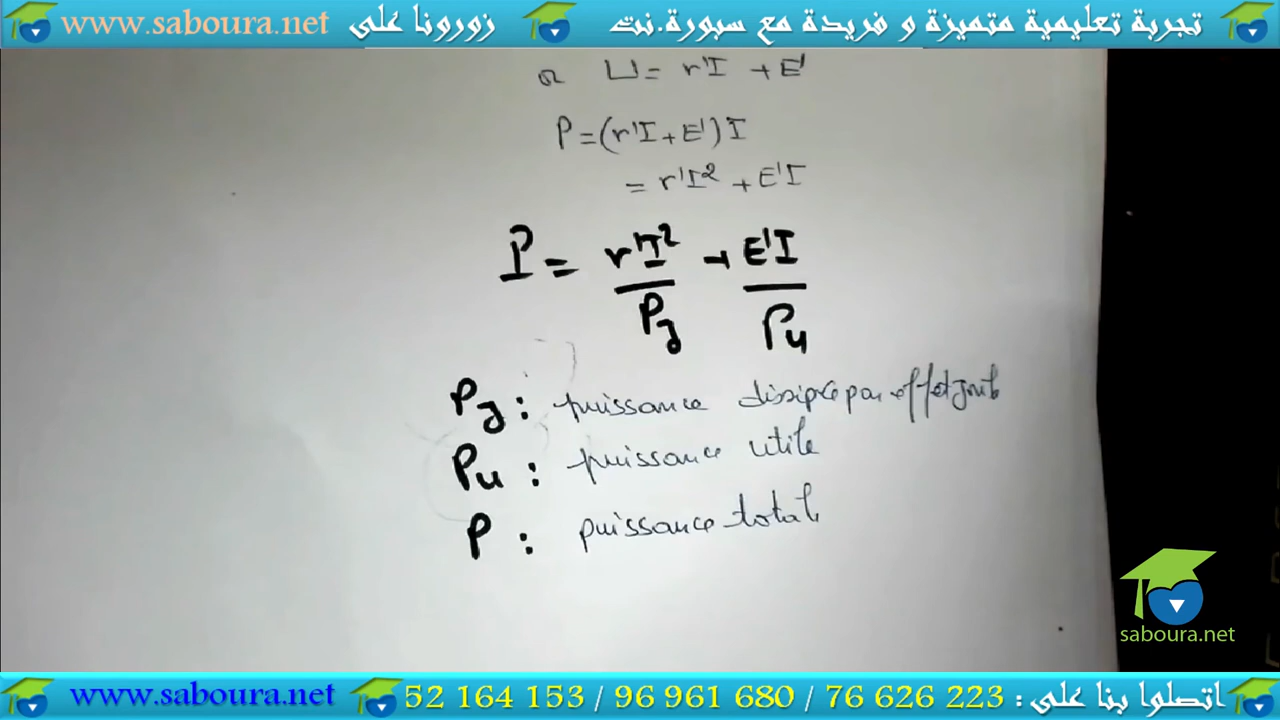 www.saboura.net زورونا على تجربة تعليمية متميزة و فريدة مع سبورة.نت
or U = r'I + E'
P = (r'I + E') I
= r'I² + E'I
P = r'I² + E'I
PJ Pu
PJ : puissance dissipée par effet Joule
Pu : puissance utile
P : puissance totale
saboura.net
www.saboura.net 52 164 153 / 96 961 680 / 76 626 223 : اتصلوا بنا على